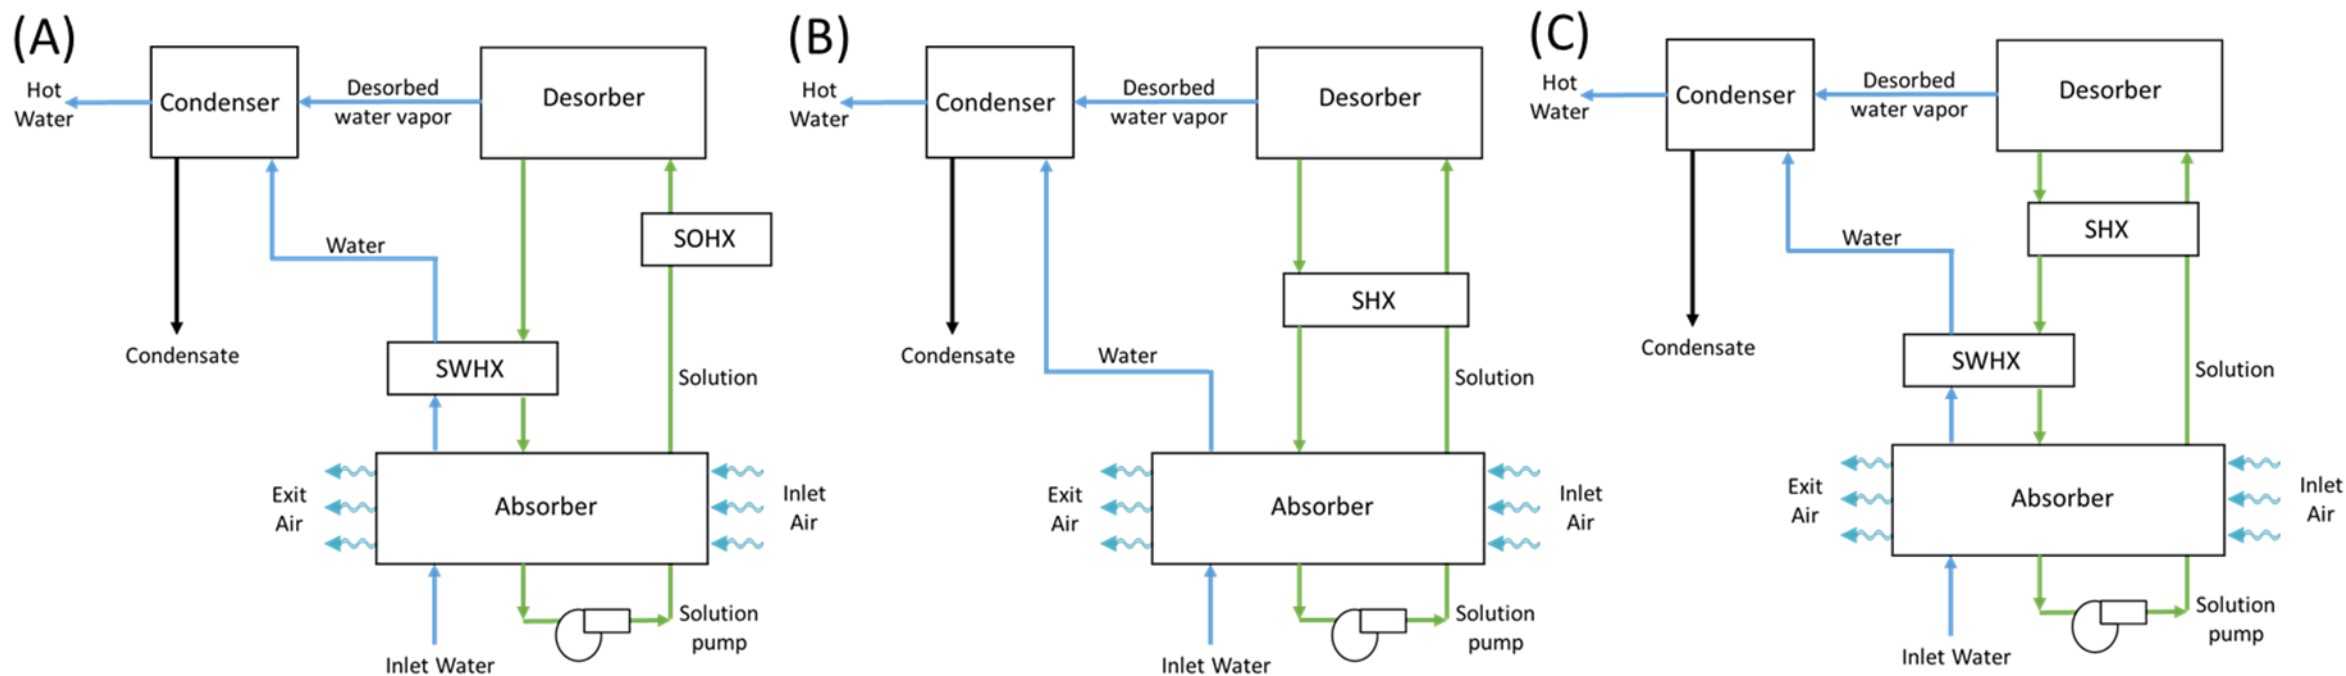 (A)
Condenser
Desorber
Hot
Water
Desorbed
water vapor
SOHX
Water
Condensate
SWHX
Solution
Exit
Air
Absorber
Inlet
Air
Solution
pump
Inlet Water
(B)
Condenser
Desorber
Hot
Water
Desorbed
water vapor
SHX
Water
Condensate
Solution
Exit
Air
Absorber
Inlet
Air
Solution
pump
Inlet Water
(C)
Condenser
Desorber
Hot
Water
Desorbed
water vapor
SHX
Water
Condensate
SWHX
Solution
Exit
Air
Absorber
Inlet
Air
Solution
pump
Inlet Water